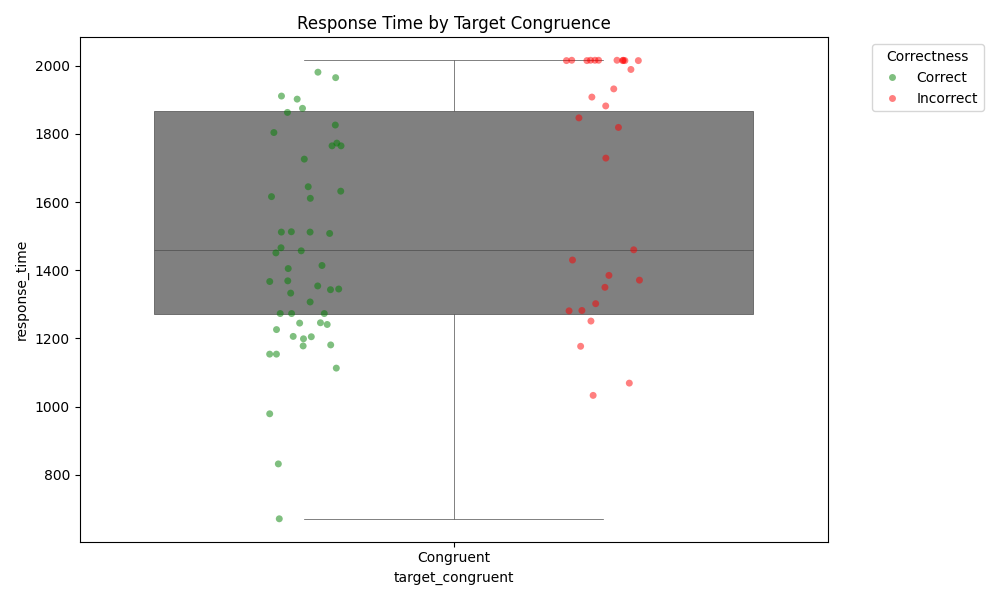 Response Time by Target Congruence
Correctness
Correct
Incorrect
2000
1800
1600
1400
1200
1000
800
response_time
Congruent
target_congruent